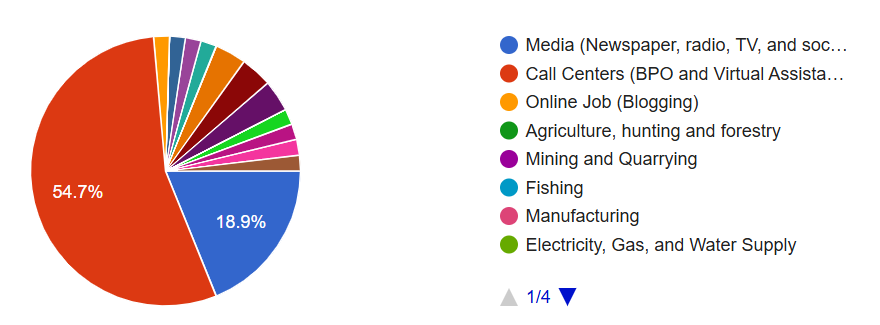 54.7%
18.9%
Media (Newspaper, radio, TV, and soc…
Call Centers (BPO and Virtual Assista…
Online Job (Blogging)
Agriculture, hunting and forestry
Mining and Quarrying
Fishing
Manufacturing
Electricity, Gas, and Water Supply
1/4